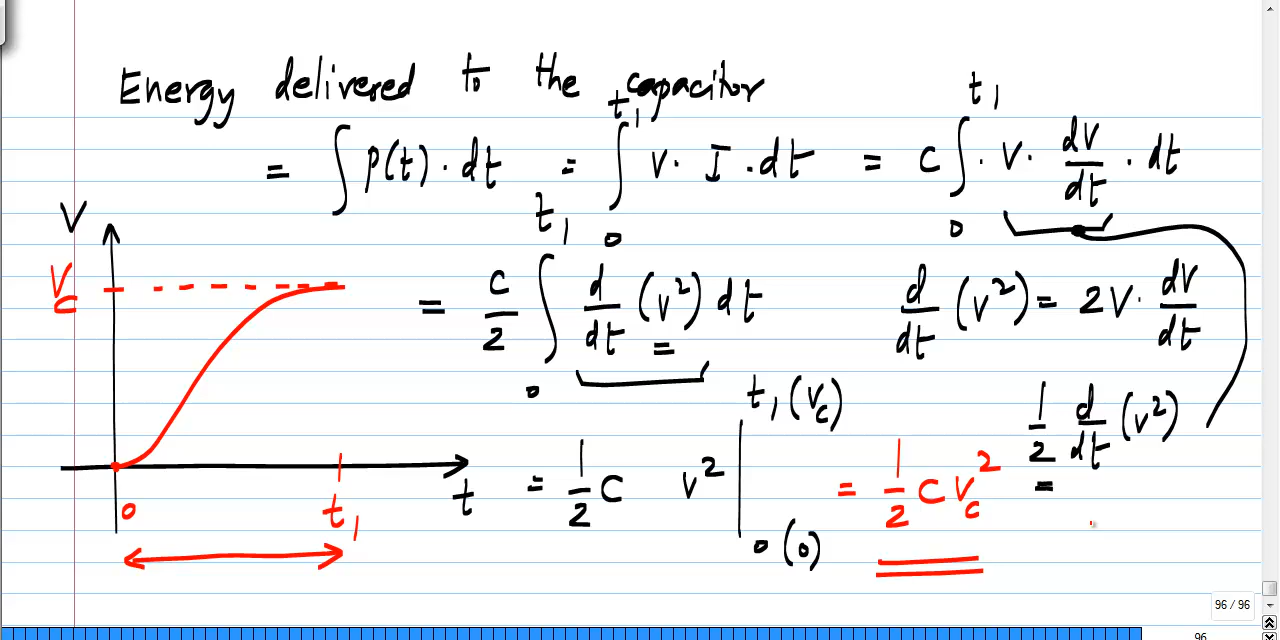 Energy delivered to the capacitor
= ∫ P(t) · dt = ∫₀^{t₁} V · I · dt = C ∫₀^{t₁} · V · dV/dt · dt
= C/2 ∫₀^{t₁} d/dt (V²) dt
d/dt (V²) = 2V · dV/dt
1/2 d/dt (V²)
= 1/2 C V² |_{0 (0)}^{t₁ (V_C)} = 1/2 C V_C² =
V
V_C
0
t₁
t
96 / 96
96